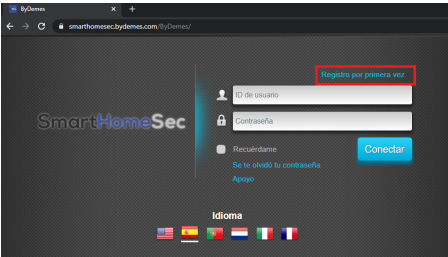 ByDemes
smarthomesec.bydemes.com/ByDemes/
Registro por primera vez
ID de usuario
SmartHomeSec
Contraseña
Recuérdame
Conectar
Se te olvidó tu contraseña
Apoyo
Idioma